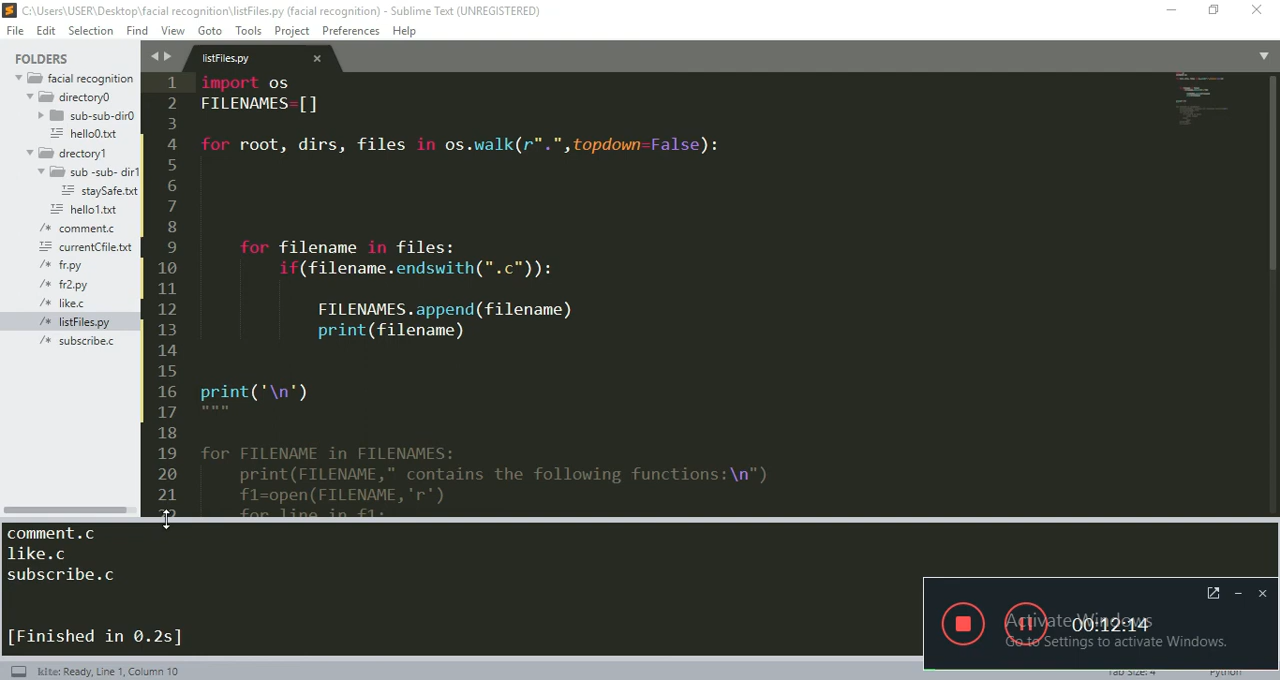 C:\Users\USER\Desktop\facial recognition\listFiles.py (facial recognition) - Sublime Text (UNREGISTERED)
File Edit Selection Find View Goto Tools Project Preferences Help
FOLDERS
facial recognition
directory0
sub-sub-dir0
hello0.txt
drectory1
sub -sub- dir1
staySafe.txt
hello1.txt
/* comment.c
currentCfile.txt
/* fr.py
/* fr2.py
/* like.c
/* listFiles.py
/* subscribe.c
listFiles.py
1 import os
2 FILENAMES=[]
3
4 for root, dirs, files in os.walk(r".",topdown=False):
5
6
7
8
9 for filename in files:
10 if(filename.endswith(".c")):
11
12 FILENAMES.append(filename)
13 print(filename)
14
15
16 print('\n')
17 """
18
19 for FILENAME in FILENAMES:
20 print(FILENAME," contains the following functions:\n")
21 f1=open(FILENAME,'r')
22 for line in f1:
comment.c
like.c
subscribe.c
[Finished in 0.2s]
00:12:14
Activate Windows
Go to Settings to activate Windows.
kite: Ready, Line 1, Column 10
Tab Size: 4
Python